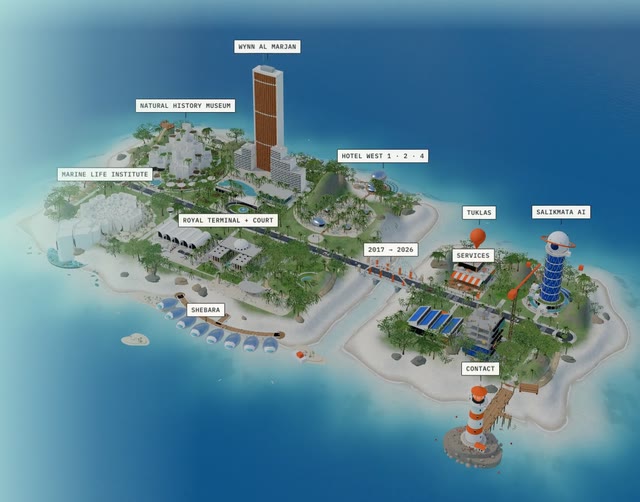 WYNN AL MARJAN
NATURAL HISTORY MUSEUM
HOTEL WEST 1 · 2 · 4
MARINE LIFE INSTITUTE
TUKLAS
SALIKMATA AI
ROYAL TERMINAL + COURT
2017 → 2026
SERVICES
SHEBARA
CONTACT